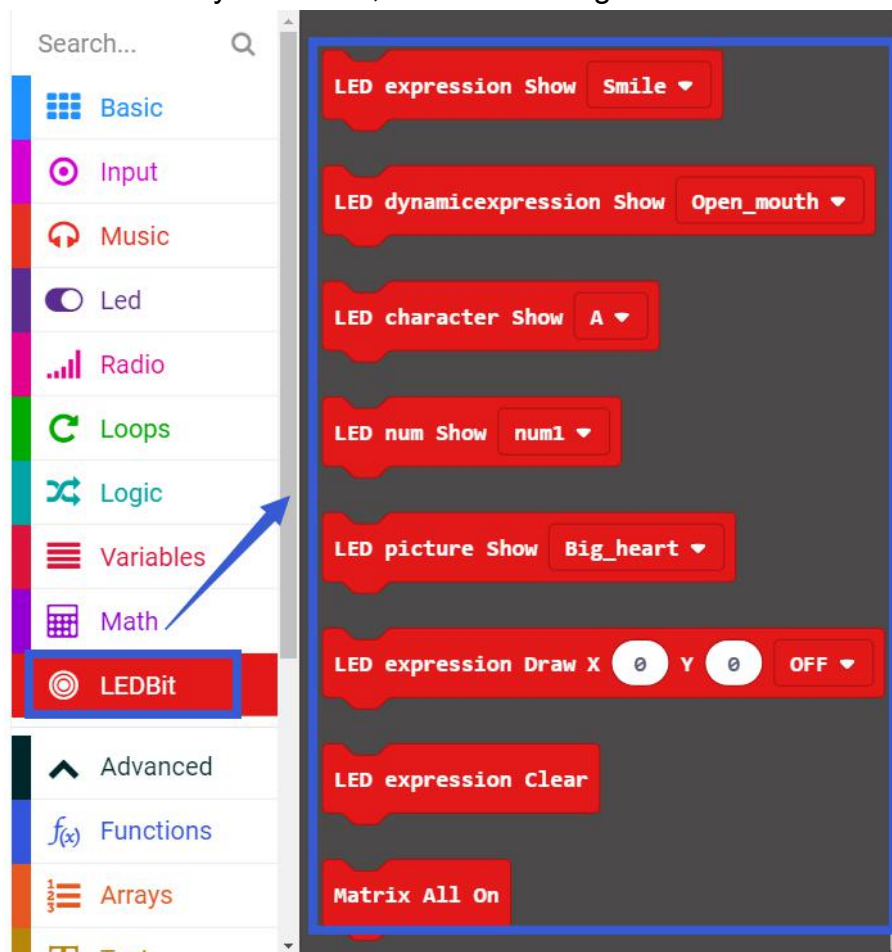 Search...
Basic
Input
Music
Led
Radio
Loops
Logic
Variables
Math
LEDBit
Advanced
f(x) Functions
Arrays
LED expression Show Smile
LED dynamicexpression Show Open_mouth
LED character Show A
LED num Show num1
LED picture Show Big_heart
LED expression Draw X 0 Y 0 OFF
LED expression Clear
Matrix All On